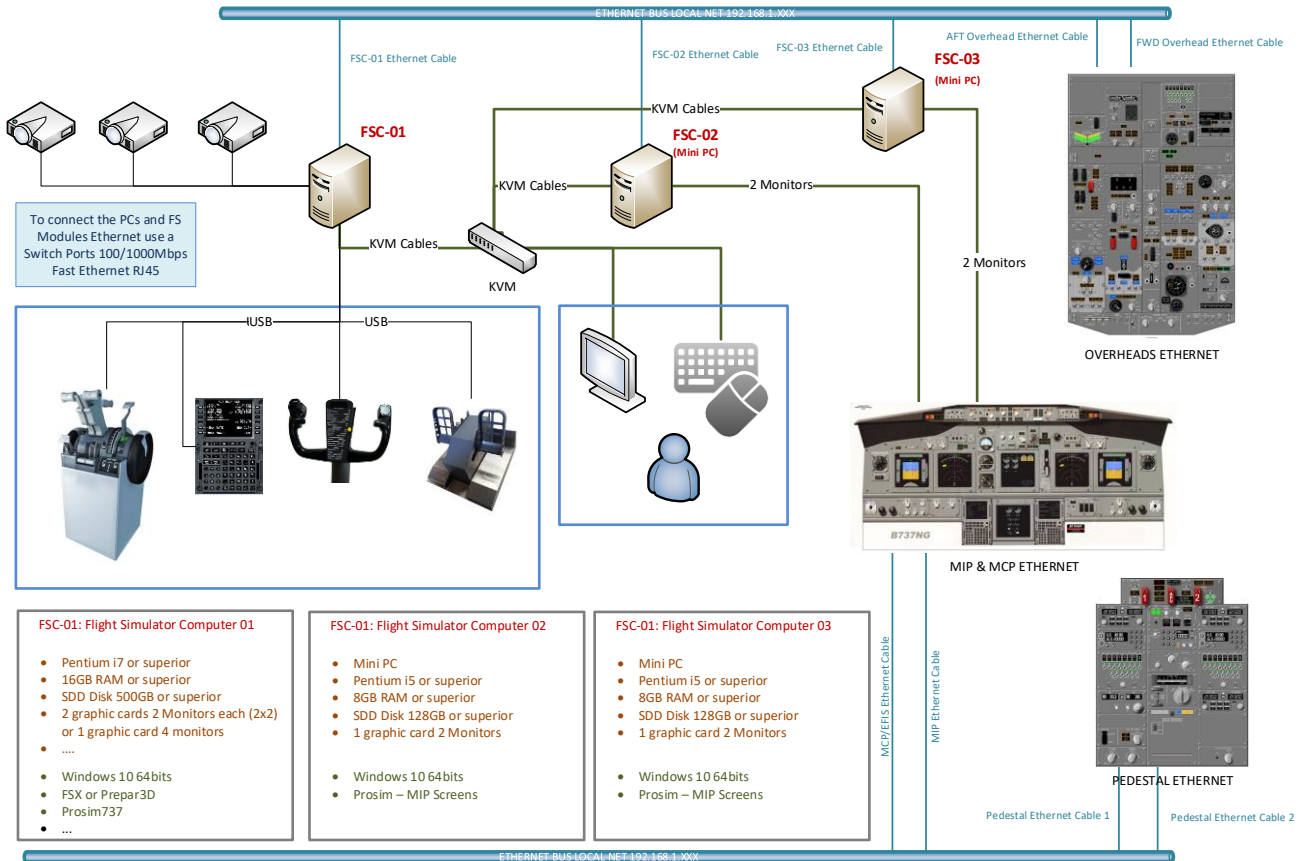 ETHERNET BUS LOCAL NET 192.168.1.XXX
FSC-01 Ethernet Cable
FSC-02 Ethernet Cable
FSC-03 Ethernet Cable
AFT Overhead Ethernet Cable
FWD Overhead Ethernet Cable
FSC-03
(Mini PC)
KVM Cables
FSC-01
FSC-02
(Mini PC)
KVM Cables
2 Monitors
To connect the PCs and FS
Modules Ethernet use a
Switch Ports 100/1000Mbps
Fast Ethernet RJ45
KVM Cables
KVM
2 Monitors
USB
USB
OVERHEADS ETHERNET
B737NG
MIP & MCP ETHERNET
MCP/EFIS Ethernet Cable
MIP Ethernet Cable
PEDESTAL ETHERNET
Pedestal Ethernet Cable 1
Pedestal Ethernet Cable 2
FSC-01: Flight Simulator Computer 01
• Pentium i7 or superior
• 16GB RAM or superior
• SDD Disk 500GB or superior
• 2 graphic cards 2 Monitors each (2x2)
or 1 graphic card 4 monitors
• ....
• Windows 10 64bits
• FSX or Prepar3D
• Prosim737
• ...
FSC-01: Flight Simulator Computer 02
• Mini PC
• Pentium i5 or superior
• 8GB RAM or superior
• SDD Disk 128GB or superior
• 1 graphic card 2 Monitors
• Windows 10 64bits
• Prosim – MIP Screens
FSC-01: Flight Simulator Computer 03
• Mini PC
• Pentium i5 or superior
• 8GB RAM or superior
• SDD Disk 128GB or superior
• 1 graphic card 2 Monitors
• Windows 10 64bits
• Prosim – MIP Screens
ETHERNET BUS LOCAL NET 192.168.1.XXX